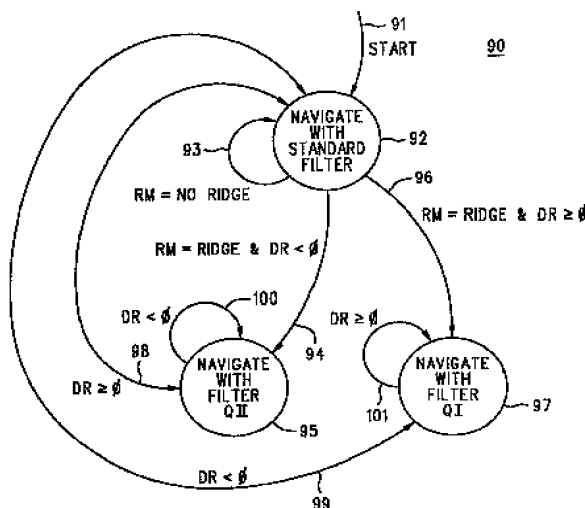 91
START
90
NAVIGATE
WITH
STANDARD
FILTER
92
93
96
RM = NO RIDGE
RM = RIDGE & DR ≥ ϕ
RM = RIDGE & DR < ϕ
100
DR < ϕ
DR ≥ ϕ
94
98
DR ≥ ϕ
NAVIGATE
WITH
FILTER
QII
95
NAVIGATE
WITH
FILTER
QI
101
97
DR < ϕ
99